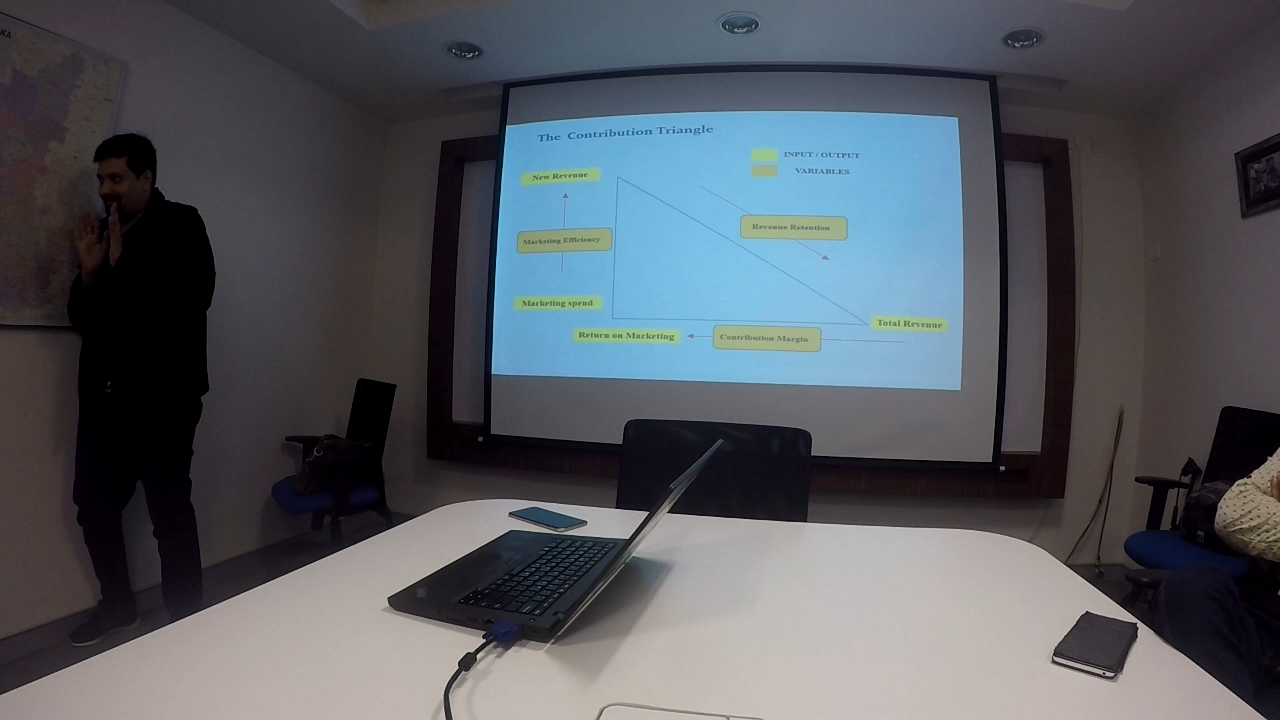 KA
The Contribution Triangle
INPUT / OUTPUT
VARIABLES
New Revenue
Revenue Retention
Marketing Efficiency
Marketing spend
Total Revenue
Return on Marketing
Contribution Margin